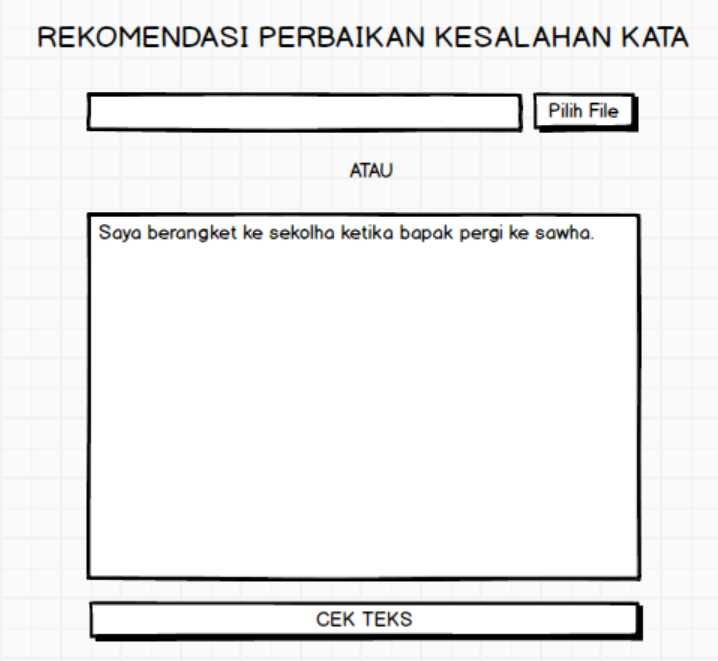 REKOMENDASI PERBAIKAN KESALAHAN KATA
Pilih File
ATAU
Saya berangket ke sekolha ketika bapak pergi ke sawha.
CEK TEKS